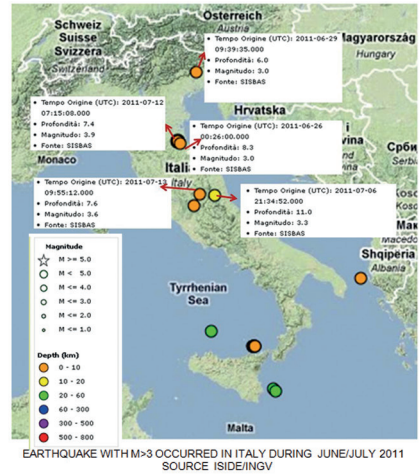 Schweiz
Suisse
Svizzera
Switzerland
Österreich
Austria
Magyarország
Hungary
• Tempo Origine (UTC): 2011-06-29
09:39:35.000
• Profondità: 6.0
• Magnitudo: 3.0
• Fonte: SISBAS
• Tempo Origine (UTC): 2011-07-12
07:15:08.000
• Profondità: 7.4
• Magnitudo: 3.9
• Fonte: SISBAS
Hrvatska
• Tempo Origine (UTC): 2011-06-26
00:26:00.000
• Profondità: 8.3
• Magnitudo: 3.0
• Fonte: SISBAS
Monaco
Itali
Italy
• Tempo Origine (UTC): 2011-07-13
09:55:12.000
• Profondità: 7.6
• Magnitudo: 3.6
• Fonte: SISBAS
• Tempo Origine (UTC): 2011-07-06
21:34:52.000
• Profondità: 11.0
• Magnitudo: 3.3
• Fonte: SISBAS
Shqipëria
Albania
Tyrrhenian
Sea
Malta
Magnitude
M >= 5.0
M < 5.0
M <= 4.0
M <= 3.0
M <= 2.0
M <= 1.0
Depth (km)
0 - 10
10 - 20
20 - 60
60 - 300
300 - 500
500 - 800
EARTHQUAKE WITH M>3 OCCURRED IN ITALY DURING JUNE/JULY 2011
SOURCE ISIDE/INGV